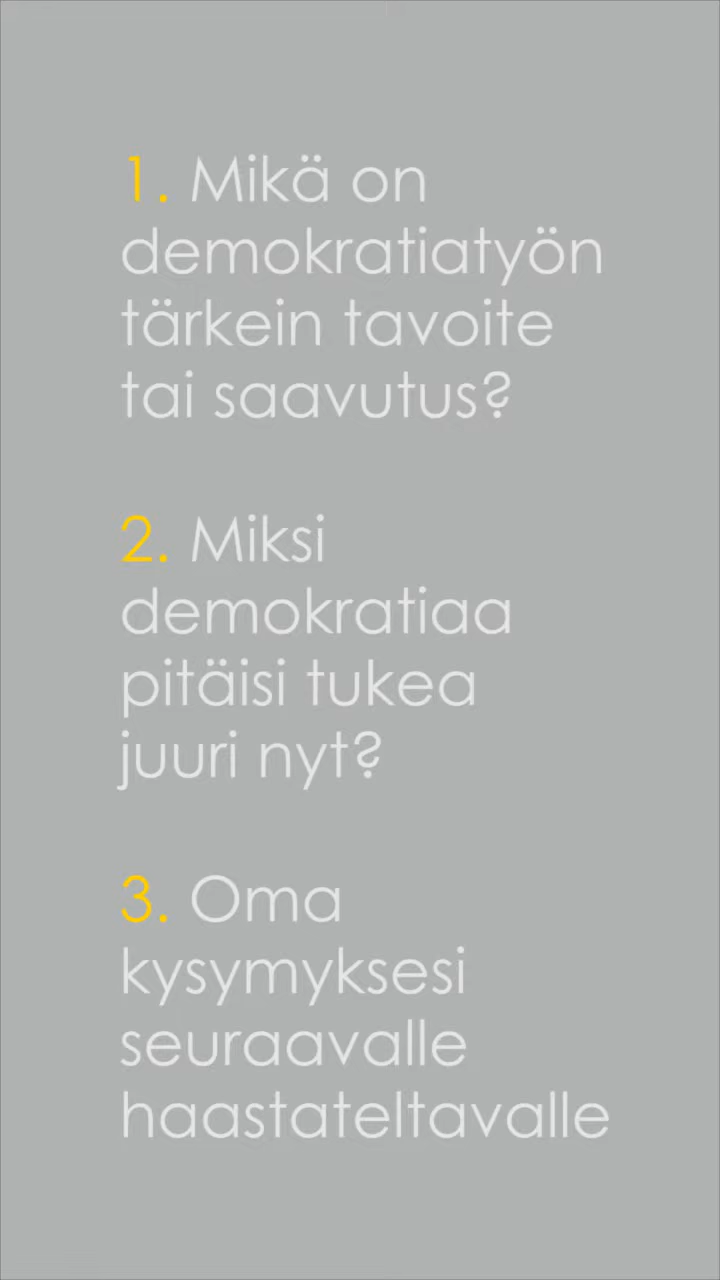 1. Mikä on
demokratiatyön
tärkein tavoite
tai saavutus?
2. Miksi
demokratiaa
pitäisi tukea
juuri nyt?
3. Oma
kysymyksesi
seuraavalle
haastateltavalle